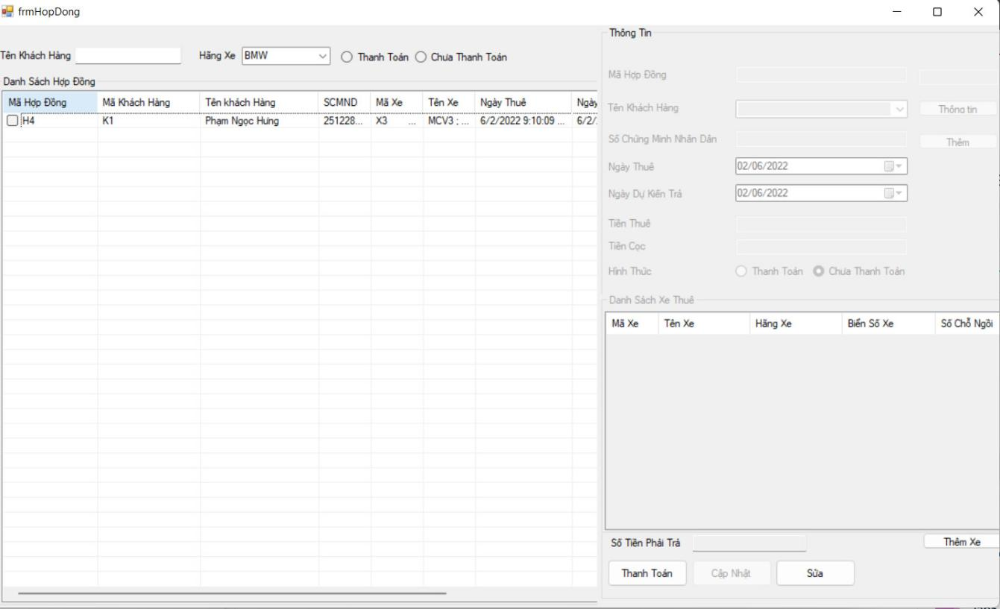 frmHopDong
Tên Khách Hàng
Hãng Xe BMW Thanh Toán Chưa Thanh Toán
Danh Sách Hợp Đồng
Mã Hợp Đồng Mã Khách Hàng Tên khách Hàng SCMND Mã Xe Tên Xe Ngày Thuê Ngày
H4 K1 Phạm Ngọc Hưng 251228... X3 ... MCV3 ; ... 6/2/2022 9:10:09 ... 6/2/
Thông Tin
Mã Hợp Đồng
Tên Khách Hàng Thông tin
Số Chứng Minh Nhân Dân Thêm
Ngày Thuê 02/06/2022
Ngày Dự Kiến Trả 02/06/2022
Tiền Thuê
Tiền Cọc
Hình Thức Thanh Toán Chưa Thanh Toán
Danh Sách Xe Thuê
Mã Xe Tên Xe Hãng Xe Biển Số Xe Số Chỗ Ngồi
Số Tiền Phải Trả Thêm Xe
Thanh Toán Cập Nhật Sửa